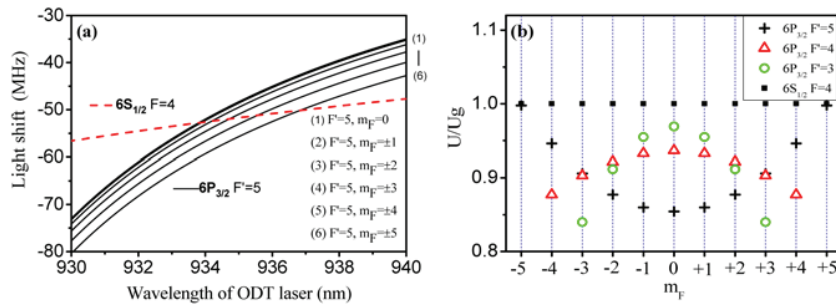 (a)
Light shift (MHz)
-30
-40
-50
-60
-70
-80
6S1/2 F=4
6P3/2 F'=5
(1)
(6)
(1) F'=5, mF=0
(2) F'=5, mF=±1
(3) F'=5, mF=±2
(4) F'=5, mF=±3
(5) F'=5, mF=±4
(6) F'=5, mF=±5
930 932 934 936 938 940
Wavelength of ODT laser (nm)
(b)
U/Ug
1.1
1.0
0.9
0.8
6P3/2 F'=5
6P3/2 F'=4
6P3/2 F'=3
6S1/2 F=4
-5 -4 -3 -2 -1 0 +1 +2 +3 +4 +5
mF